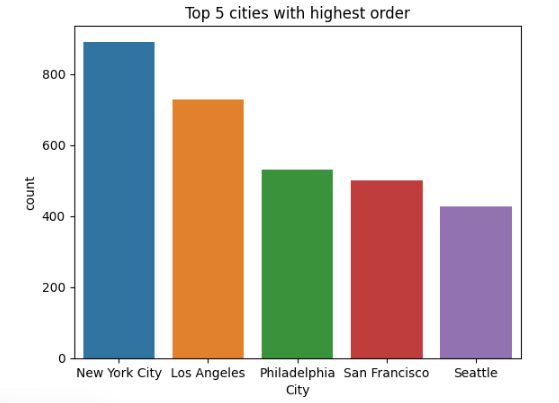 Top 5 cities with highest order
800
600
400
200
0
count
New York City Los Angeles Philadelphia San Francisco Seattle
City